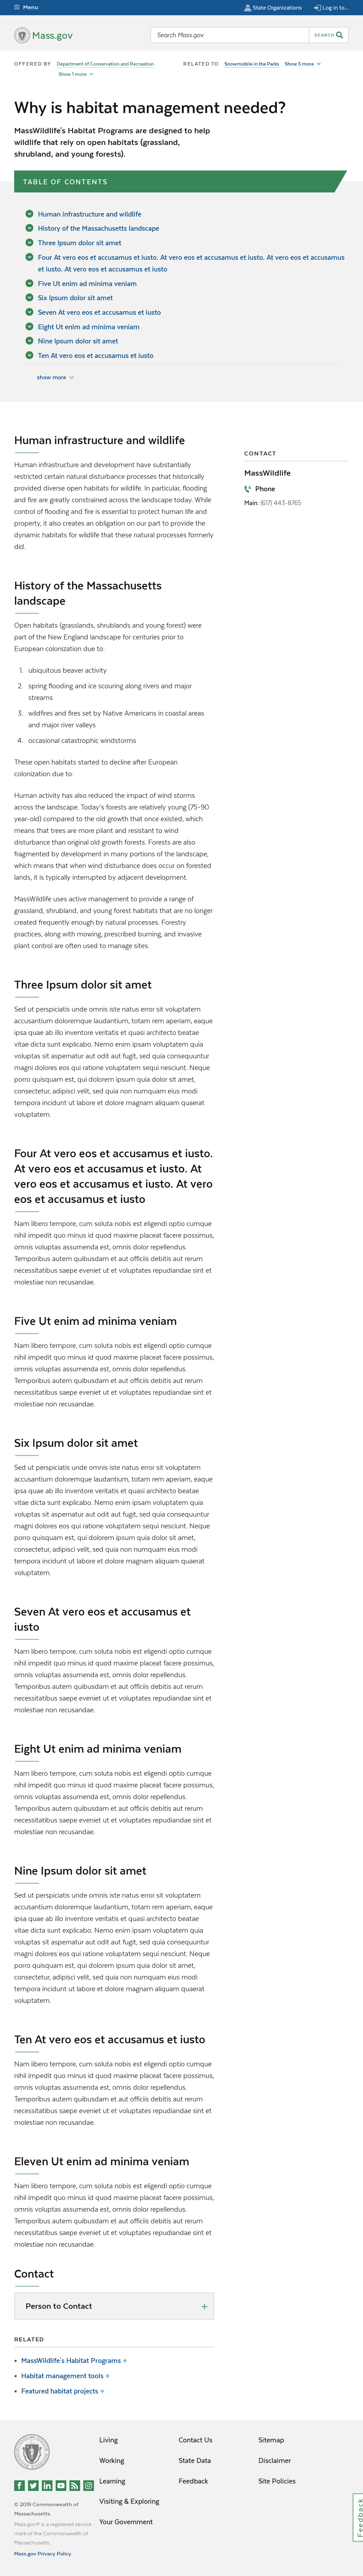 Menu
State Organizations
Log in to...
Mass.gov
Search Mass.gov
SEARCH
OFFERED BY Department of Conservation and Recreation
Show 1 more
RELATED TO Snowmobile in the Parks Show 5 more
Why is habitat management needed?
MassWildlife's Habitat Programs are designed to help
wildlife that rely on open habitats (grassland,
shrubland, and young forests).
TABLE OF CONTENTS
Human infrastructure and wildlife
History of the Massachusetts landscape
Three Ipsum dolor sit amet
Four At vero eos et accusamus et iusto. At vero eos et accusamus et iusto. At vero eos et accusamus
et iusto. At vero eos et accusamus et iusto
Five Ut enim ad minima veniam
Six Ipsum dolor sit amet
Seven At vero eos et accusamus et iusto
Eight Ut enim ad minima veniam
Nine Ipsum dolor sit amet
Ten At vero eos et accusamus et iusto
show more
Human infrastructure and wildlife
Human infrastructure and development have substantially
restricted certain natural disturbance processes that historically
provided diverse open habitats for wildlife. In particular, flooding
and fire are greatly constrained across the landscape today. While
control of flooding and fire is essential to protect human life and
property, it also creates an obligation on our part to provide the
dynamic habitats for wildlife that these natural processes formerly
did.
CONTACT
MassWildlife
Phone
Main: (617) 443-8765
History of the Massachusetts
landscape
Open habitats (grasslands, shrublands and young forest) were
part of the New England landscape for centuries prior to
European colonization due to:
1. ubiquitous beaver activity
2. spring flooding and ice scouring along rivers and major
streams
3. wildfires and fires set by Native Americans in coastal areas
and major river valleys
4. occasional catastrophic windstorms
These open habitats started to decline after European
colonization due to:
Human activity has also reduced the impact of wind storms
across the landscape. Today's forests are relatively young (75-90
year-old) compared to the old growth that once existed, which
means that trees are more pliant and resistant to wind
disturbance than original old growth forests. Forests are also
fragmented by development in many portions of the landscape,
which means that when wind disturbance does occur on forested
lands, it is typically interrupted by adjacent development.
MassWildlife uses active management to provide a range of
grassland, shrubland, and young forest habitats that are no longer
created frequently enough by natural processes. Forestry
practices, along with mowing, prescribed burning, and invasive
plant control are often used to manage sites.
Three Ipsum dolor sit amet
Sed ut perspiciatis unde omnis iste natus error sit voluptatem
accusantium doloremque laudantium, totam rem aperiam, eaque
ipsa quae ab illo inventore veritatis et quasi architecto beatae
vitae dicta sunt explicabo. Nemo enim ipsam voluptatem quia
voluptas sit aspernatur aut odit aut fugit, sed quia consequuntur
magni dolores eos qui ratione voluptatem sequi nesciunt. Neque
porro quisquam est, qui dolorem ipsum quia dolor sit amet,
consectetur, adipisci velit, sed quia non numquam eius modi
tempora incidunt ut labore et dolore magnam aliquam quaerat
voluptatem.
Four At vero eos et accusamus et iusto.
At vero eos et accusamus et iusto. At
vero eos et accusamus et iusto. At vero
eos et accusamus et iusto
Nam libero tempore, cum soluta nobis est eligendi optio cumque
nihil impedit quo minus id quod maxime placeat facere possimus,
omnis voluptas assumenda est, omnis dolor repellendus.
Temporibus autem quibusdam et aut officiis debitis aut rerum
necessitatibus saepe eveniet ut et voluptates repudiandae sint et
molestiae non recusandae.
Five Ut enim ad minima veniam
Nam libero tempore, cum soluta nobis est eligendi optio cumque
nihil impedit quo minus id quod maxime placeat facere possimus,
omnis voluptas assumenda est, omnis dolor repellendus.
Temporibus autem quibusdam et aut officiis debitis aut rerum
necessitatibus saepe eveniet ut et voluptates repudiandae sint et
molestiae non recusandae.
Six Ipsum dolor sit amet
Sed ut perspiciatis unde omnis iste natus error sit voluptatem
accusantium doloremque laudantium, totam rem aperiam, eaque
ipsa quae ab illo inventore veritatis et quasi architecto beatae
vitae dicta sunt explicabo. Nemo enim ipsam voluptatem quia
voluptas sit aspernatur aut odit aut fugit, sed quia consequuntur
magni dolores eos qui ratione voluptatem sequi nesciunt. Neque
porro quisquam est, qui dolorem ipsum quia dolor sit amet,
consectetur, adipisci velit, sed quia non numquam eius modi
tempora incidunt ut labore et dolore magnam aliquam quaerat
voluptatem.
Seven At vero eos et accusamus et
iusto
Nam libero tempore, cum soluta nobis est eligendi optio cumque
nihil impedit quo minus id quod maxime placeat facere possimus,
omnis voluptas assumenda est, omnis dolor repellendus.
Temporibus autem quibusdam et aut officiis debitis aut rerum
necessitatibus saepe eveniet ut et voluptates repudiandae sint et
molestiae non recusandae.
Eight Ut enim ad minima veniam
Nam libero tempore, cum soluta nobis est eligendi optio cumque
nihil impedit quo minus id quod maxime placeat facere possimus,
omnis voluptas assumenda est, omnis dolor repellendus.
Temporibus autem quibusdam et aut officiis debitis aut rerum
necessitatibus saepe eveniet ut et voluptates repudiandae sint et
molestiae non recusandae.
Nine Ipsum dolor sit amet
Sed ut perspiciatis unde omnis iste natus error sit voluptatem
accusantium doloremque laudantium, totam rem aperiam, eaque
ipsa quae ab illo inventore veritatis et quasi architecto beatae
vitae dicta sunt explicabo. Nemo enim ipsam voluptatem quia
voluptas sit aspernatur aut odit aut fugit, sed quia consequuntur
magni dolores eos qui ratione voluptatem sequi nesciunt. Neque
porro quisquam est, qui dolorem ipsum quia dolor sit amet,
consectetur, adipisci velit, sed quia non numquam eius modi
tempora incidunt ut labore et dolore magnam aliquam quaerat
voluptatem.
Ten At vero eos et accusamus et iusto
Nam libero tempore, cum soluta nobis est eligendi optio cumque
nihil impedit quo minus id quod maxime placeat facere possimus,
omnis voluptas assumenda est, omnis dolor repellendus.
Temporibus autem quibusdam et aut officiis debitis aut rerum
necessitatibus saepe eveniet ut et voluptates repudiandae sint et
molestiae non recusandae.
Eleven Ut enim ad minima veniam
Nam libero tempore, cum soluta nobis est eligendi optio cumque
nihil impedit quo minus id quod maxime placeat facere possimus,
omnis voluptas assumenda est, omnis dolor repellendus.
Temporibus autem quibusdam et aut officiis debitis aut rerum
necessitatibus saepe eveniet ut et voluptates repudiandae sint et
molestiae non recusandae.
Contact
Person to Contact
RELATED
MassWildlife's Habitat Programs
Habitat management tools
Featured habitat projects
© 2019 Commonwealth of
Massachusetts.
Mass.gov® is a registered service
mark of the Commonwealth of
Massachusetts.
Mass.gov Privacy Policy
Living
Working
Learning
Visiting & Exploring
Your Government
Contact Us
State Data
Feedback
Sitemap
Disclaimer
Site Policies
Feedback